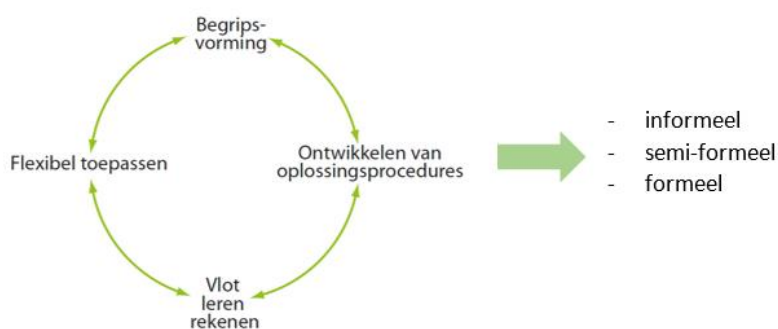 Begrips-
vorming
Flexibel toepassen
Ontwikkelen van
oplossingsprocedures
Vlot
leren
rekenen
- informeel
- semi-formeel
- formeel